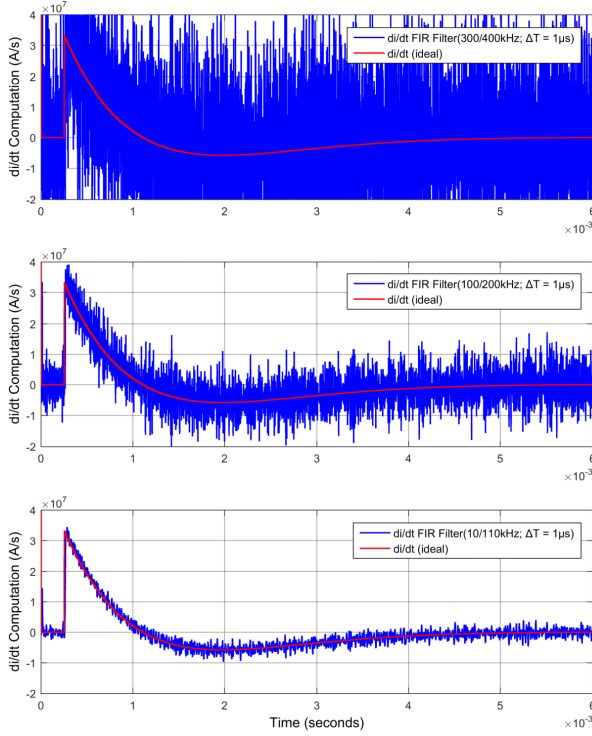 ×10⁷
4
3
2
1
0
-1
-2
di/dt Computation (A/s)
di/dt FIR Filter(300/400kHz; ΔT = 1µs)
di/dt (ideal)
0 1 2 3 4 5 6
×10⁻³
×10⁷
4
3
2
1
0
-1
-2
di/dt Computation (A/s)
di/dt FIR Filter(100/200kHz; ΔT = 1µs)
di/dt (ideal)
0 1 2 3 4 5 6
×10⁻³
×10⁷
4
3
2
1
0
-1
-2
di/dt Computation (A/s)
di/dt FIR Filter(10/110kHz; ΔT = 1µs)
di/dt (ideal)
0 1 2 3 4 5 6
Time (seconds)
×10⁻³